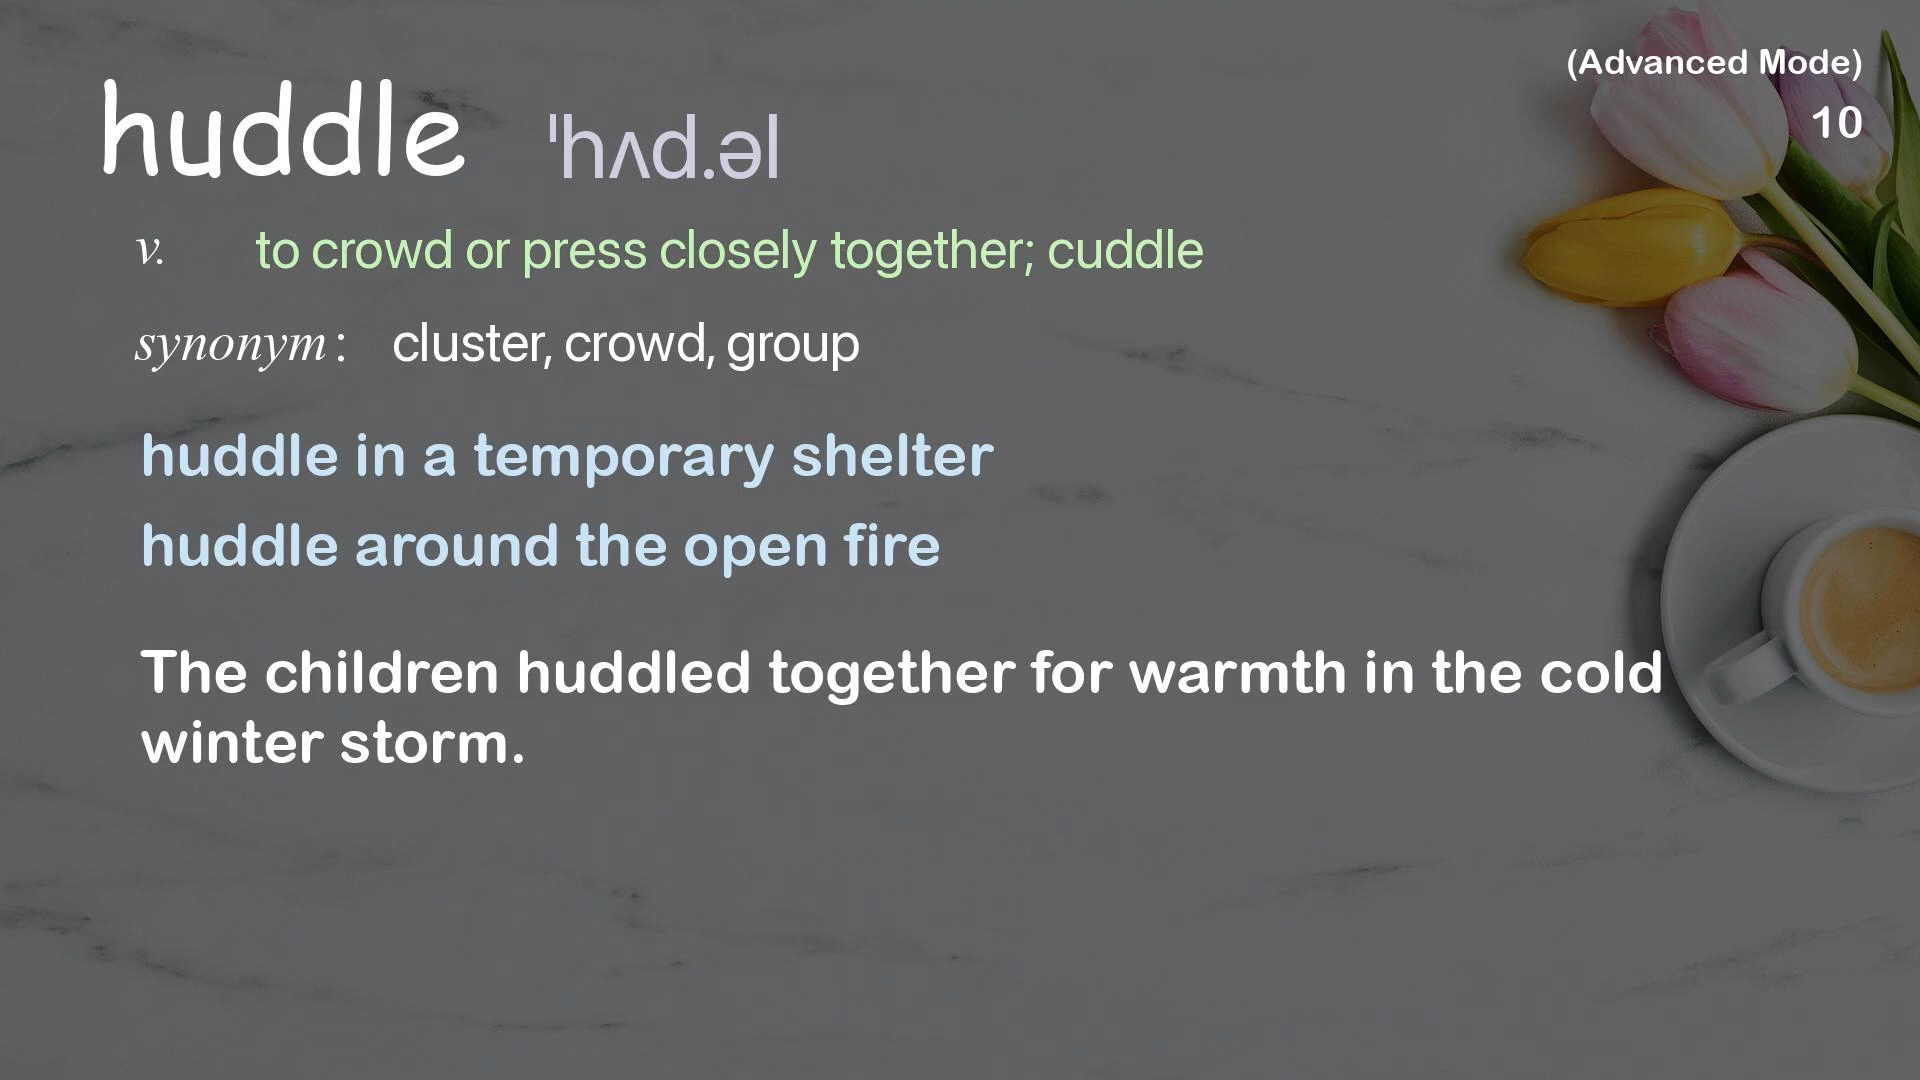 (Advanced Mode)
10
huddle ˈhʌd.əl
v. to crowd or press closely together; cuddle
synonym: cluster, crowd, group
huddle in a temporary shelter
huddle around the open fire
The children huddled together for warmth in the cold
winter storm.